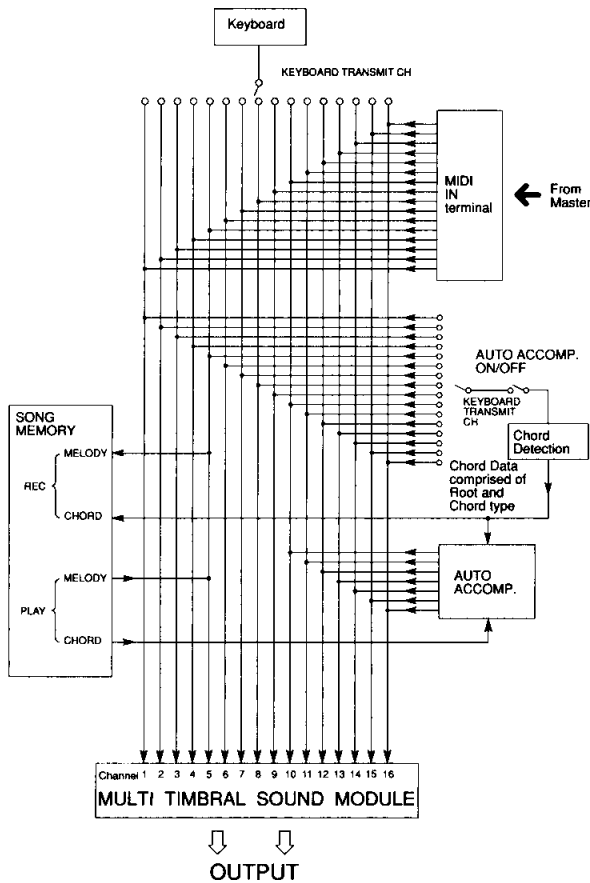 Keyboard
KEYBOARD TRANSMIT CH
MIDI
IN
terminal
From
Master
AUTO ACCOMP.
ON/OFF
KEYBOARD
TRANSMIT
CH
Chord
Detection
SONG
MEMORY
MELODY
REC
CHORD
Chord Data
comprised of
Root and
Chord type
MELODY
PLAY
CHORD
AUTO
ACCOMP.
Channel 1 2 3 4 5 6 7 8 9 10 11 12 13 14 15 16
MULTI TIMBRAL SOUND MODULE
OUTPUT